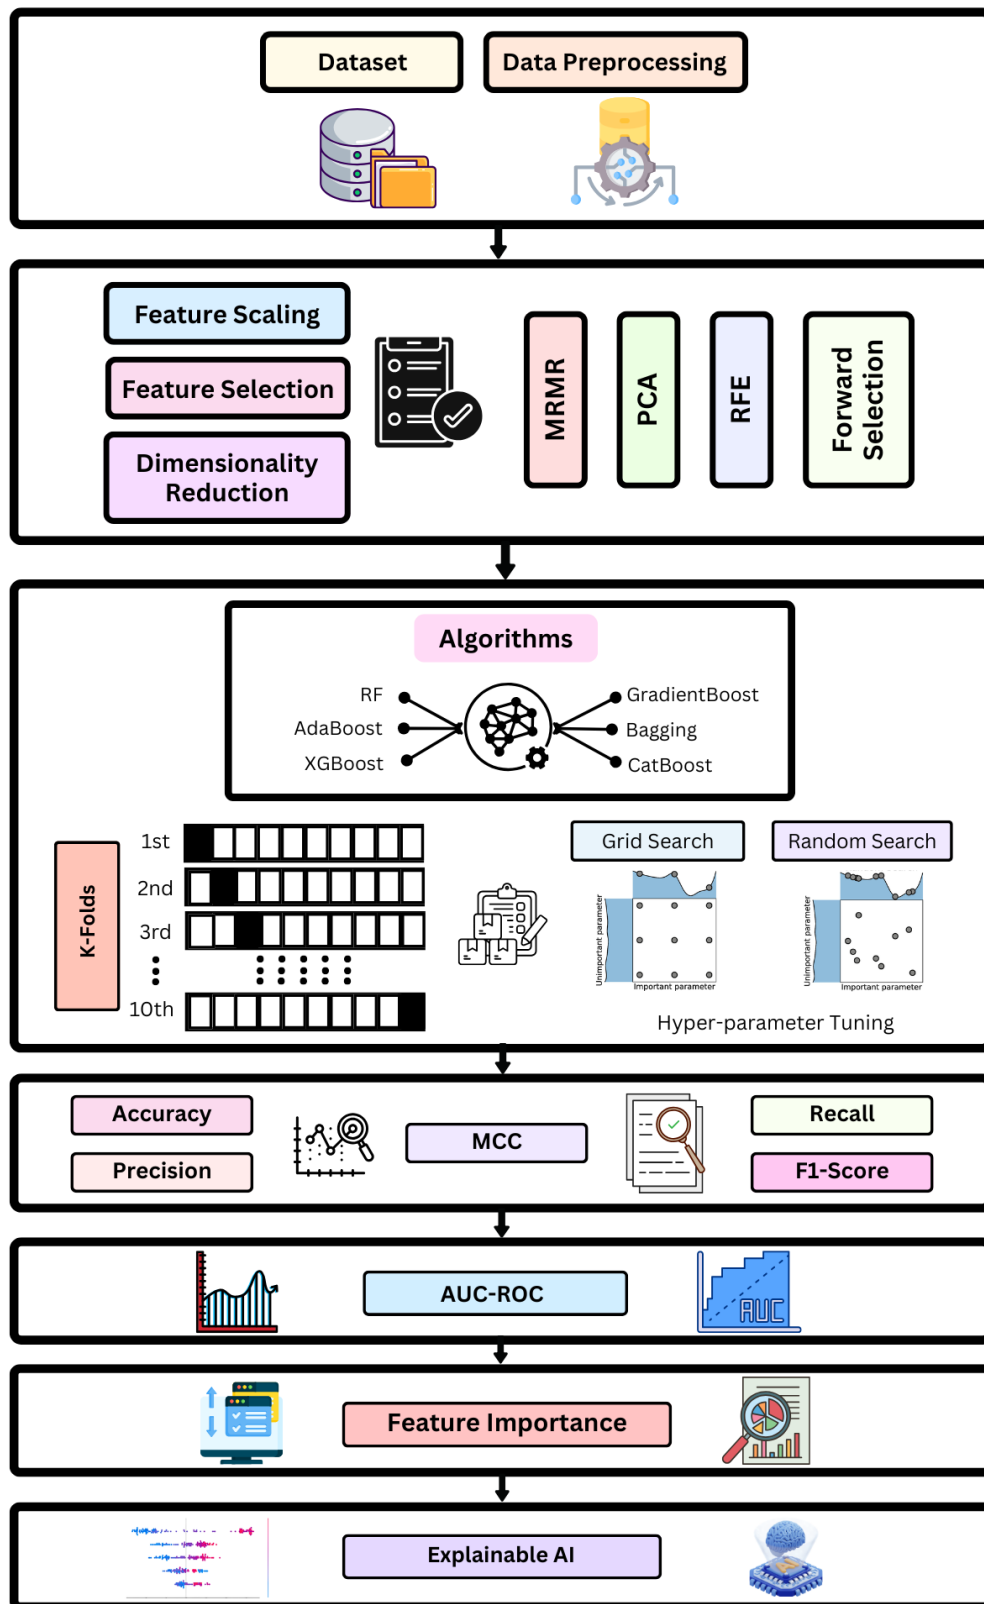 Dataset
Data Preprocessing
Feature Scaling
Feature Selection
Dimensionality
Reduction
MRMR
PCA
RFE
Forward
Selection
Algorithms
RF
AdaBoost
XGBoost
GradientBoost
Bagging
CatBoost
K-Folds
1st
2nd
3rd
10th
Grid Search
Random Search
Unimportant parameter
Important parameter
Unimportant parameter
Important parameter
Hyper-parameter Tuning
Accuracy
Precision
MCC
Recall
F1-Score
AUC-ROC
AUC
Feature Importance
Explainable AI
AI